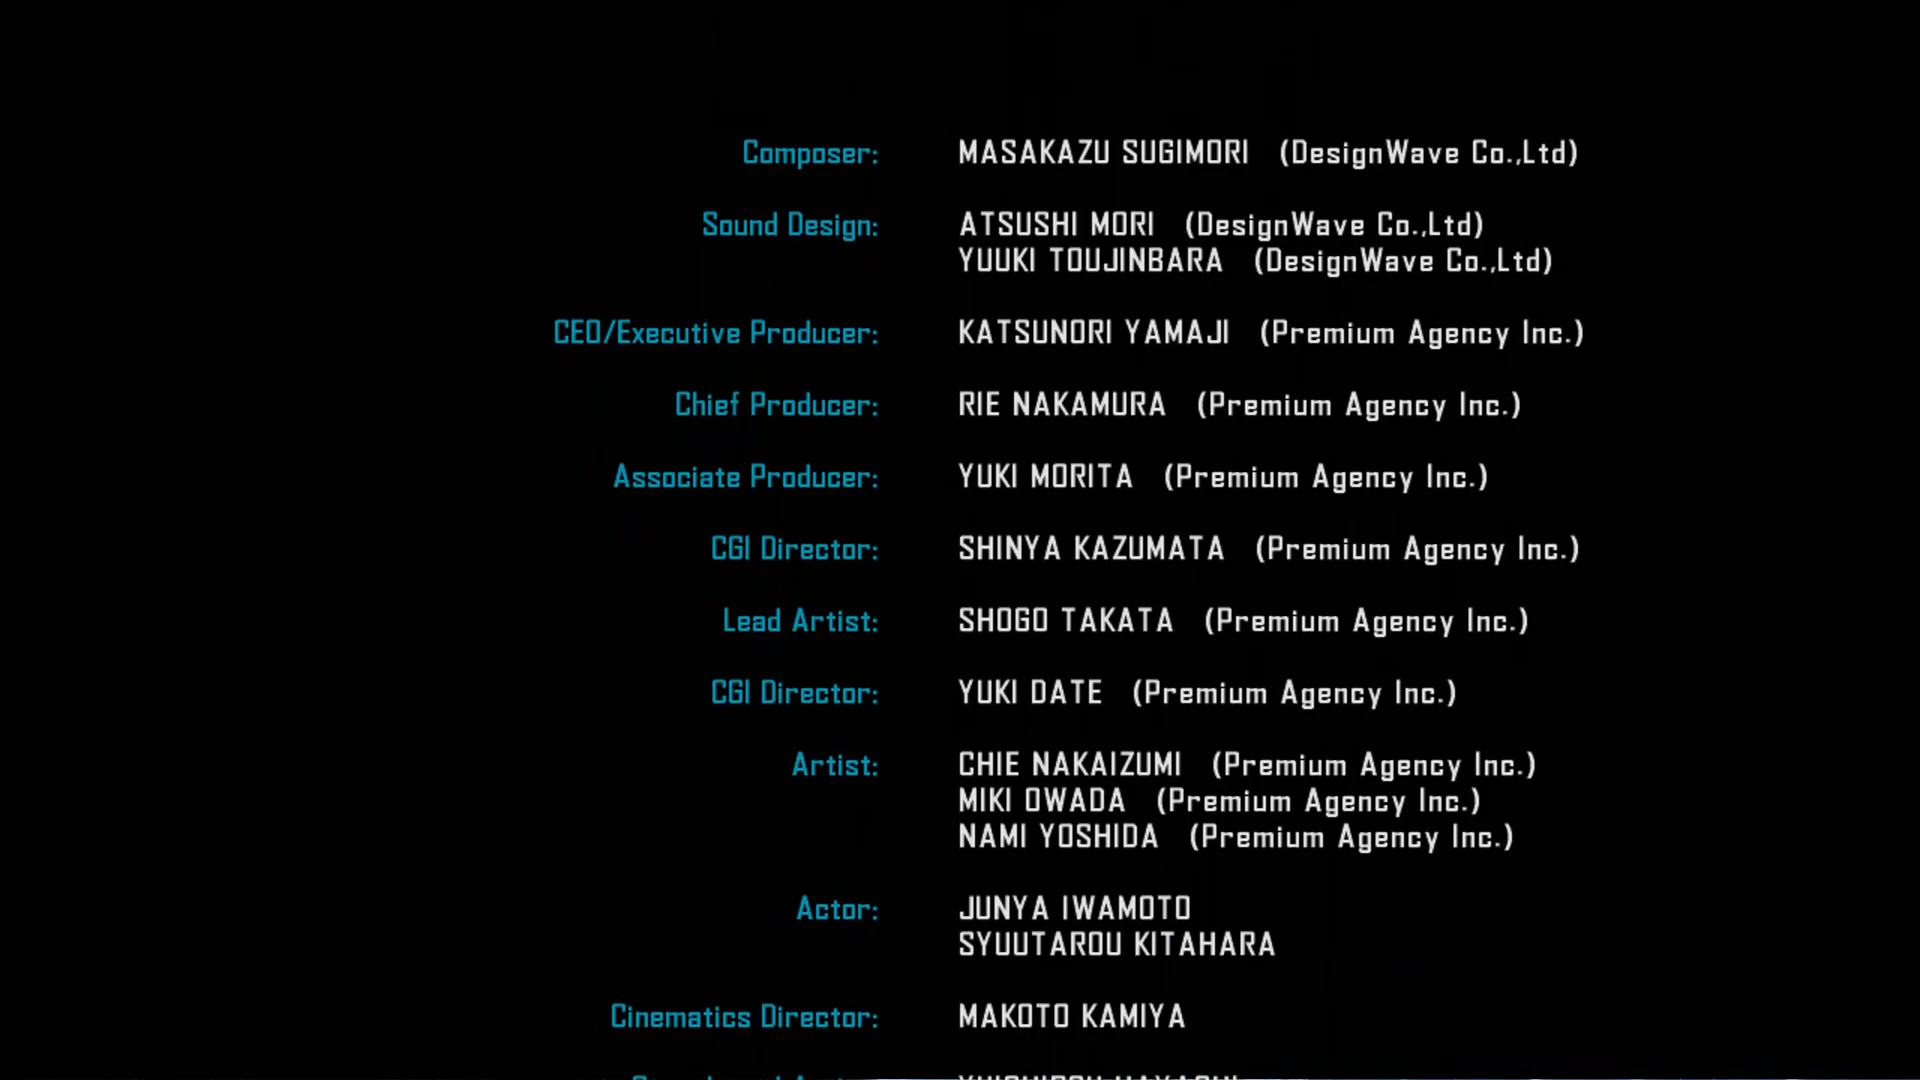 Composer: MASAKAZU SUGIMORI (DesignWave Co.,Ltd)
Sound Design: ATSUSHI MORI (DesignWave Co.,Ltd)
YUUKI TOUJINBARA (DesignWave Co.,Ltd)
CEO/Executive Producer: KATSUNORI YAMAJI (Premium Agency Inc.)
Chief Producer: RIE NAKAMURA (Premium Agency Inc.)
Associate Producer: YUKI MORITA (Premium Agency Inc.)
CGI Director: SHINYA KAZUMATA (Premium Agency Inc.)
Lead Artist: SHOGO TAKATA (Premium Agency Inc.)
CGI Director: YUKI DATE (Premium Agency Inc.)
Artist: CHIE NAKAIZUMI (Premium Agency Inc.)
MIKI OWADA (Premium Agency Inc.)
NAMI YOSHIDA (Premium Agency Inc.)
Actor: JUNYA IWAMOTO
SYUUTAROU KITAHARA
Cinematics Director: MAKOTO KAMIYA